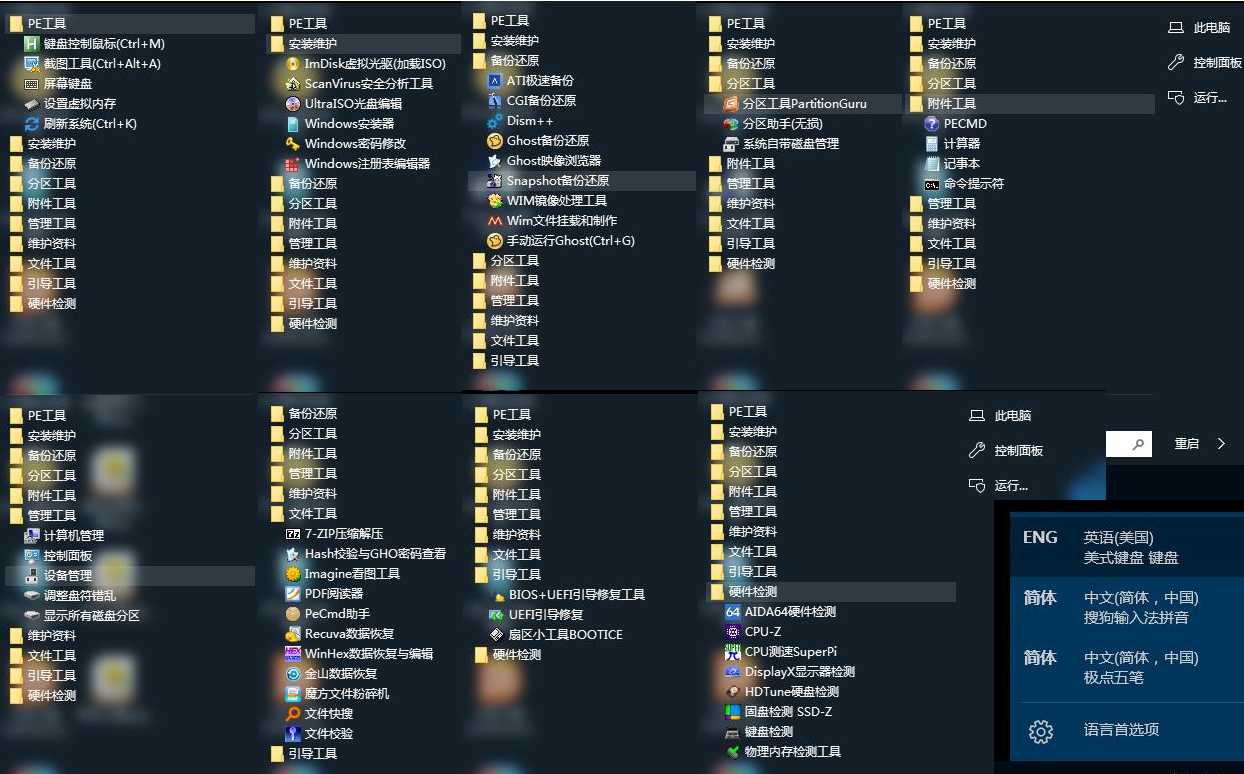 PE工具
键盘控制鼠标(Ctrl+M)
截图工具(Ctrl+Alt+A)
屏幕键盘
设置虚拟内存
刷新系统(Ctrl+K)
安装维护
备份还原
分区工具
附件工具
管理工具
维护资料
文件工具
引导工具
硬件检测
PE工具
安装维护
ImDisk虚拟光驱(加载ISO)
ScanVirus安全分析工具
UltraISO光盘编辑
Windows安装器
Windows密码修改
Windows注册表编辑器
备份还原
分区工具
附件工具
管理工具
维护资料
文件工具
引导工具
硬件检测
PE工具
安装维护
备份还原
ATI极速备份
CGI备份还原
Dism++
Ghost备份还原
Ghost映像浏览器
Snapshot备份还原
WIM镜像处理工具
Wim文件挂载和制作
手动运行Ghost(Ctrl+G)
分区工具
附件工具
管理工具
维护资料
文件工具
引导工具
PE工具
安装维护
备份还原
分区工具
分区工具PartitionGuru
分区助手(无损)
系统自带磁盘管理
附件工具
管理工具
维护资料
文件工具
引导工具
硬件检测
PE工具
安装维护
备份还原
分区工具
附件工具
PECMD
计算器
记事本
命令提示符
管理工具
维护资料
文件工具
引导工具
硬件检测
此电脑
控制面板
运行...
重启
PE工具
安装维护
备份还原
分区工具
附件工具
管理工具
计算机管理
控制面板
设备管理
调整盘符错乱
显示所有磁盘分区
维护资料
文件工具
引导工具
硬件检测
备份还原
分区工具
附件工具
管理工具
维护资料
文件工具
7-ZIP压缩解压
Hash校验与GHO密码查看
Imagine看图工具
PDF阅读器
PeCmd助手
Recuva数据恢复
WinHex数据恢复与编辑
金山数据恢复
魔方文件粉碎机
文件快搜
文件校验
引导工具
PE工具
安装维护
备份还原
分区工具
附件工具
管理工具
维护资料
文件工具
引导工具
BIOS+UEFI引导修复工具
UEFI引导修复
扇区小工具BOOTICE
硬件检测
PE工具
安装维护
备份还原
分区工具
附件工具
管理工具
维护资料
文件工具
引导工具
硬件检测
AIDA64硬件检测
CPU-Z
CPU测速SuperPi
DisplayX显示器检测
HDTune硬盘检测
固盘检测 SSD-Z
键盘检测
物理内存检测工具
此电脑
控制面板
运行...
ENG 英语(美国)
美式键盘 键盘
简体 中文(简体，中国)
搜狗输入法拼音
简体 中文(简体，中国)
极点五笔
语言首选项